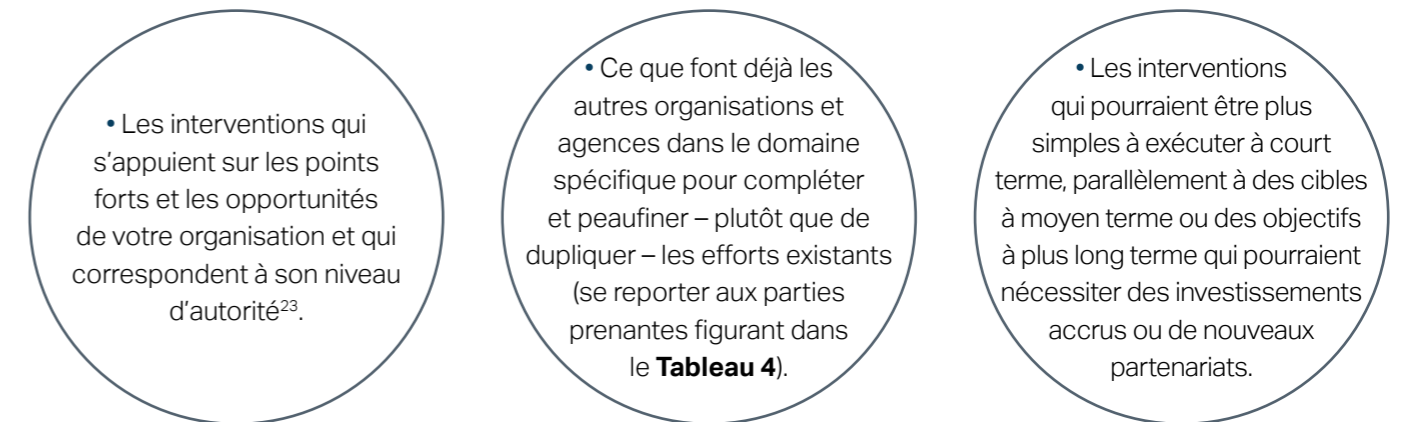 • Les interventions qui
s’appuient sur les points
forts et les opportunités
de votre organisation et qui
correspondent à son niveau
d’autorité²³.
• Ce que font déjà les
autres organisations et
agences dans le domaine
spécifique pour compléter
et peaufiner – plutôt que de
dupliquer – les efforts existants
(se reporter aux parties
prenantes figurant dans
le Tableau 4).
• Les interventions
qui pourraient être plus
simples à exécuter à court
terme, parallèlement à des cibles
à moyen terme ou des objectifs
à plus long terme qui pourraient
nécessiter des investissements
accrus ou de nouveaux
partenariats.